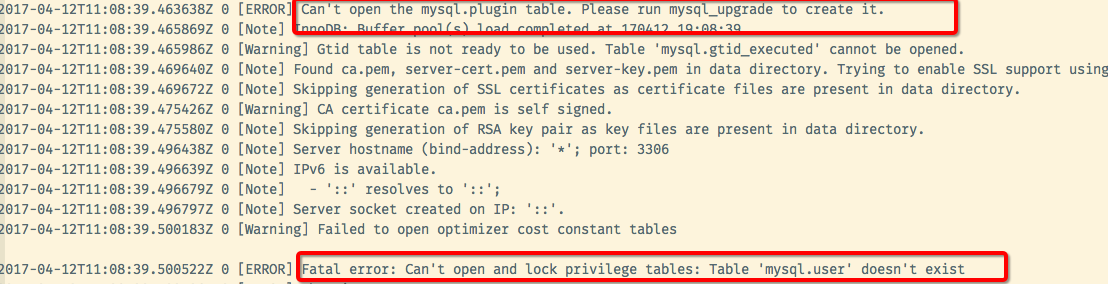 2017-04-12T11:08:39.463638Z 0 [ERROR] Can't open the mysql.plugin table. Please run mysql_upgrade to create it.
2017-04-12T11:08:39.465869Z 0 [Note] InnoDB: Buffer pool(s) load completed at 170412 19:08:39
2017-04-12T11:08:39.465986Z 0 [Warning] Gtid table is not ready to be used. Table 'mysql.gtid_executed' cannot be opened.
2017-04-12T11:08:39.469640Z 0 [Note] Found ca.pem, server-cert.pem and server-key.pem in data directory. Trying to enable SSL support using
2017-04-12T11:08:39.469672Z 0 [Note] Skipping generation of SSL certificates as certificate files are present in data directory.
2017-04-12T11:08:39.475426Z 0 [Warning] CA certificate ca.pem is self signed.
2017-04-12T11:08:39.475580Z 0 [Note] Skipping generation of RSA key pair as key files are present in data directory.
2017-04-12T11:08:39.496438Z 0 [Note] Server hostname (bind-address): '*'; port: 3306
2017-04-12T11:08:39.496639Z 0 [Note] IPv6 is available.
2017-04-12T11:08:39.496679Z 0 [Note]   - '::' resolves to '::';
2017-04-12T11:08:39.496797Z 0 [Note] Server socket created on IP: '::'.
2017-04-12T11:08:39.500183Z 0 [Warning] Failed to open optimizer cost constant tables
2017-04-12T11:08:39.500522Z 0 [ERROR] Fatal error: Can't open and lock privilege tables: Table 'mysql.user' doesn't exist